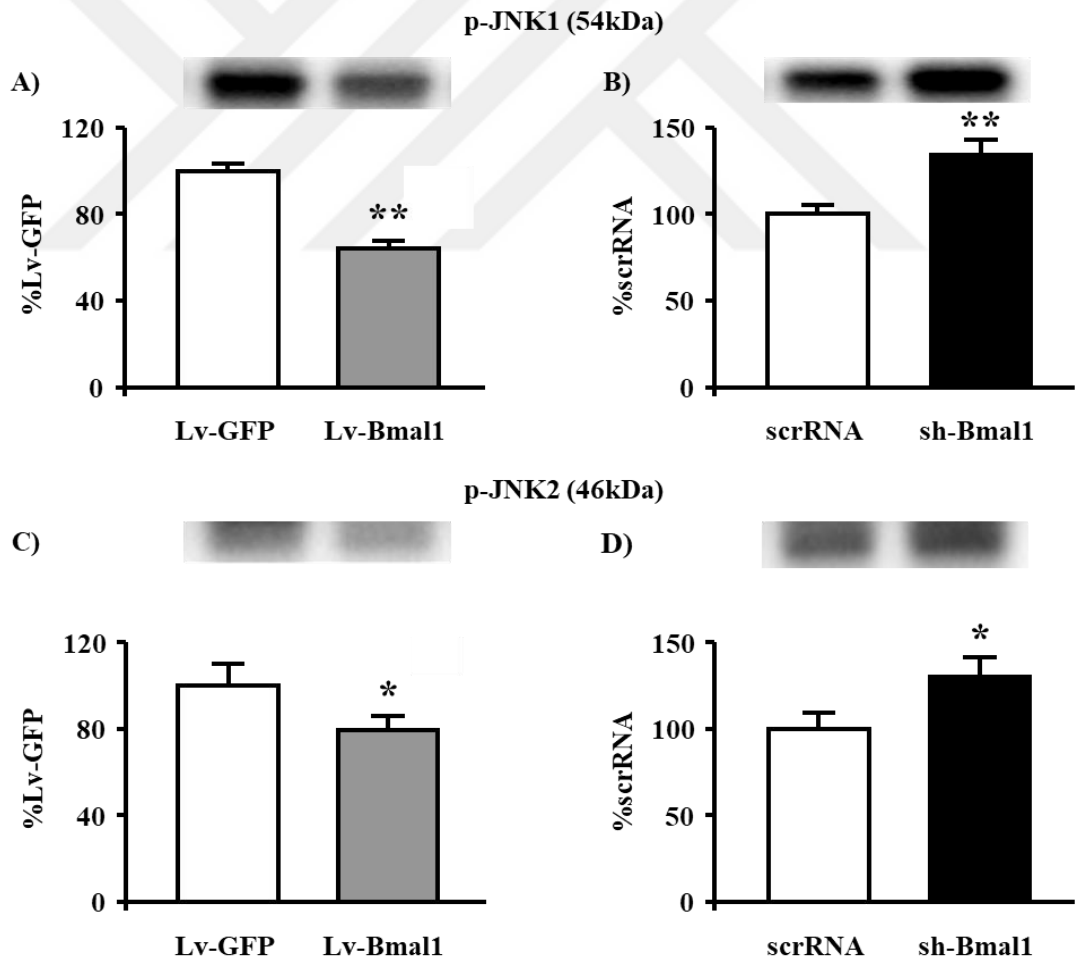 p-JNK1 (54kDa)
A)
B)
120
80
40
0
%Lv-GFP
**
Lv-GFP Lv-Bmal1
150
100
50
0
%scrRNA
**
scrRNA sh-Bmal1
p-JNK2 (46kDa)
C)
D)
120
80
40
0
%Lv-GFP
*
Lv-GFP Lv-Bmal1
150
100
50
0
%scrRNA
*
scrRNA sh-Bmal1